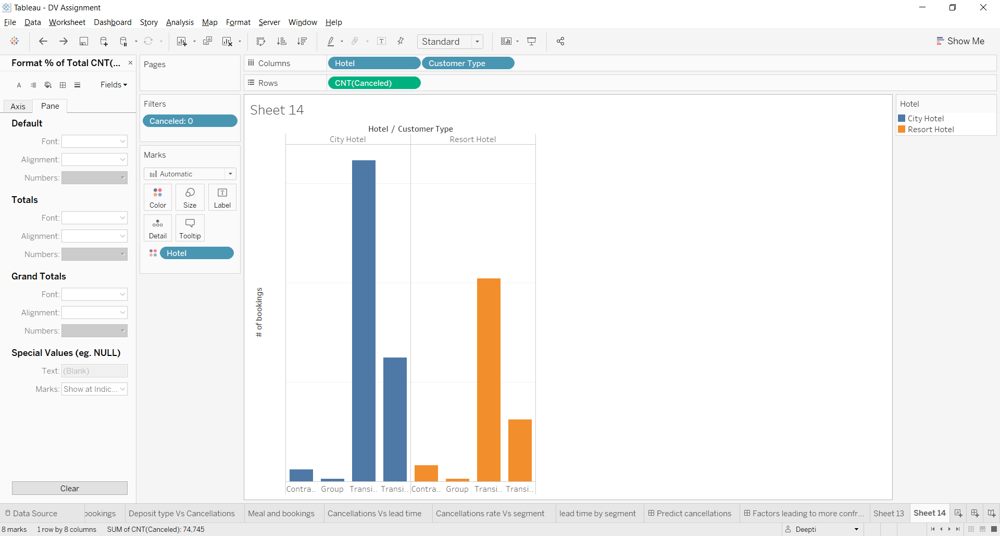 Tableau - DV Assignment
File Data Worksheet Dashboard Story Analysis Map Format Server Window Help
Standard
Show Me
Format % of Total CNT(...
Fields
Axis Pane
Default
Font:
Alignment:
Numbers:
Totals
Font:
Alignment:
Numbers:
Grand Totals
Font:
Alignment:
Numbers:
Special Values (eg. NULL)
Text: (Blank)
Marks: Show at Indic...
Clear
Pages
Filters
Canceled: 0
Marks
Automatic
Color Size Label
Detail Tooltip
Hotel
Columns Hotel Customer Type
Rows CNT(Canceled)
Sheet 14
Hotel / Customer Type
City Hotel Resort Hotel
# of bookings
Contra.. Group Transi.. Transi.. Contra.. Group Transi.. Transi..
Hotel
City Hotel
Resort Hotel
Data Source bookings Deposit type Vs Cancellations Meal and bookings Cancellations Vs lead time Cancellations rate Vs segment lead time by segment Predict cancellations Factors leading to more confr... Sheet 13 Sheet 14
8 marks 1 row by 8 columns SUM of CNT(Canceled): 74,745 Deepti